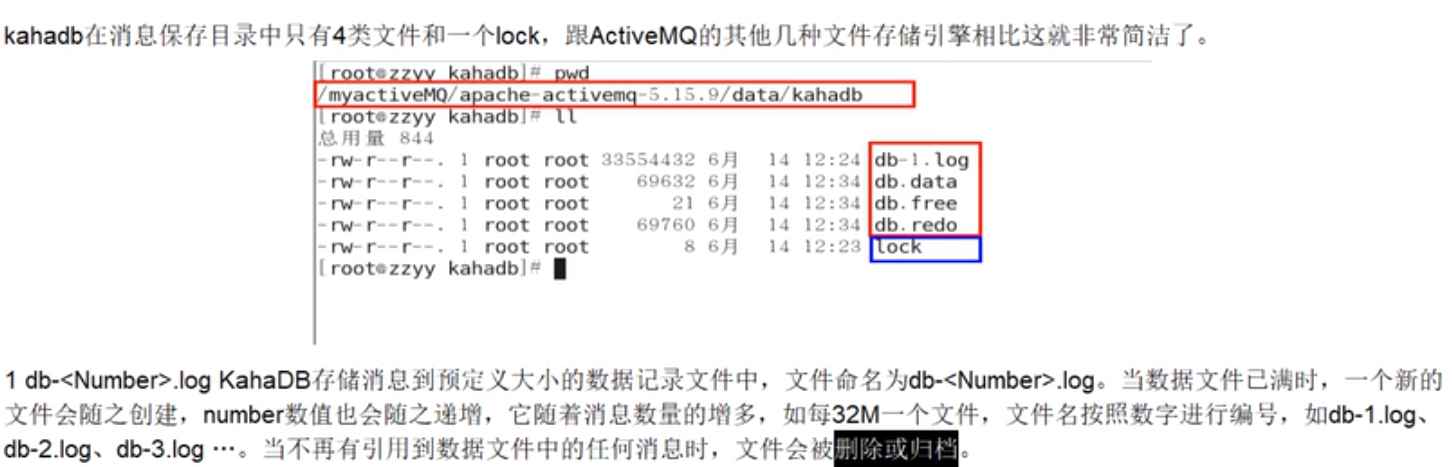 kahadb在消息保存目录中只有4类文件和一个lock，跟ActiveMQ的其他几种文件存储引擎相比这就非常简洁了。
[root@zzyy kahadb]# pwd
/myactiveMQ/apache-activemq-5.15.9/data/kahadb
[root@zzyy kahadb]# ll
总用量 844
-rw-r--r--. 1 root root 33554432 6月  14 12:24 db-1.log
-rw-r--r--. 1 root root    69632 6月  14 12:34 db.data
-rw-r--r--. 1 root root       21 6月  14 12:34 db.free
-rw-r--r--. 1 root root    69760 6月  14 12:34 db.redo
-rw-r--r--. 1 root root        8 6月  14 12:23 lock
[root@zzyy kahadb]#
1 db-<Number>.log KahaDB存储消息到预定义大小的数据记录文件中，文件命名为db-<Number>.log。当数据文件已满时，一个新的
文件会随之创建，number数值也会随之递增，它随着消息数量的增多，如每32M一个文件，文件名按照数字进行编号，如db-1.log、
db-2.log、db-3.log ···。当不再有引用到数据文件中的任何消息时，文件会被删除或归档。